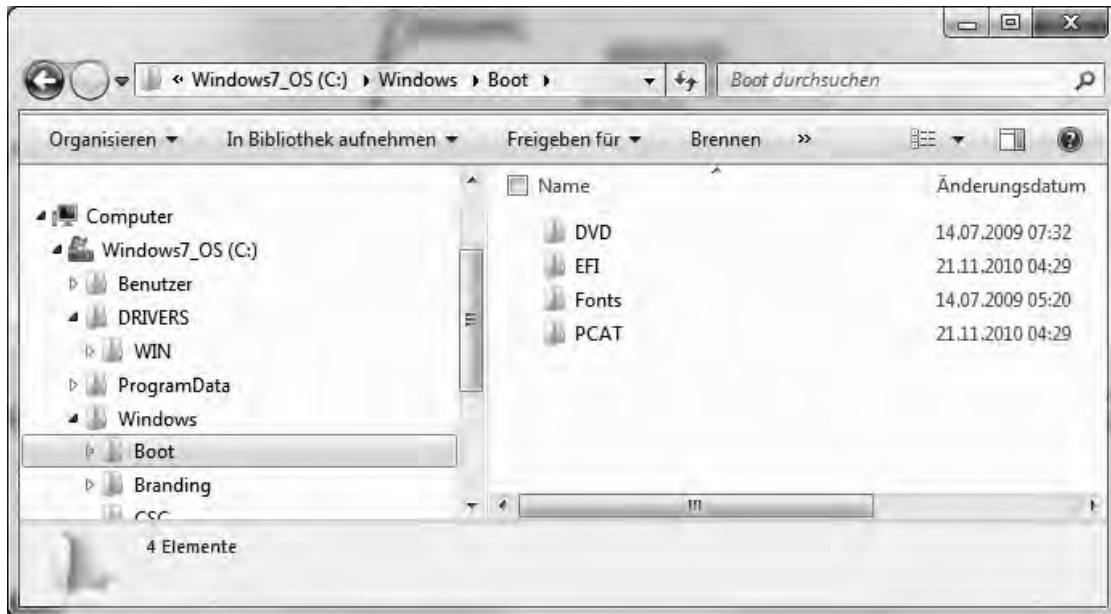 « Windows7_OS (C:) ▸ Windows ▸ Boot ▸ Boot durchsuchen
Organisieren In Bibliothek aufnehmen Freigeben für Brennen »
Name Änderungsdatum
Computer
Windows7_OS (C:)
Benutzer
DRIVERS
WIN
ProgramData
Windows
Boot
Branding
CSC
DVD 14.07.2009 07:32
EFI 21.11.2010 04:29
Fonts 14.07.2009 05:20
PCAT 21.11.2010 04:29
4 Elemente